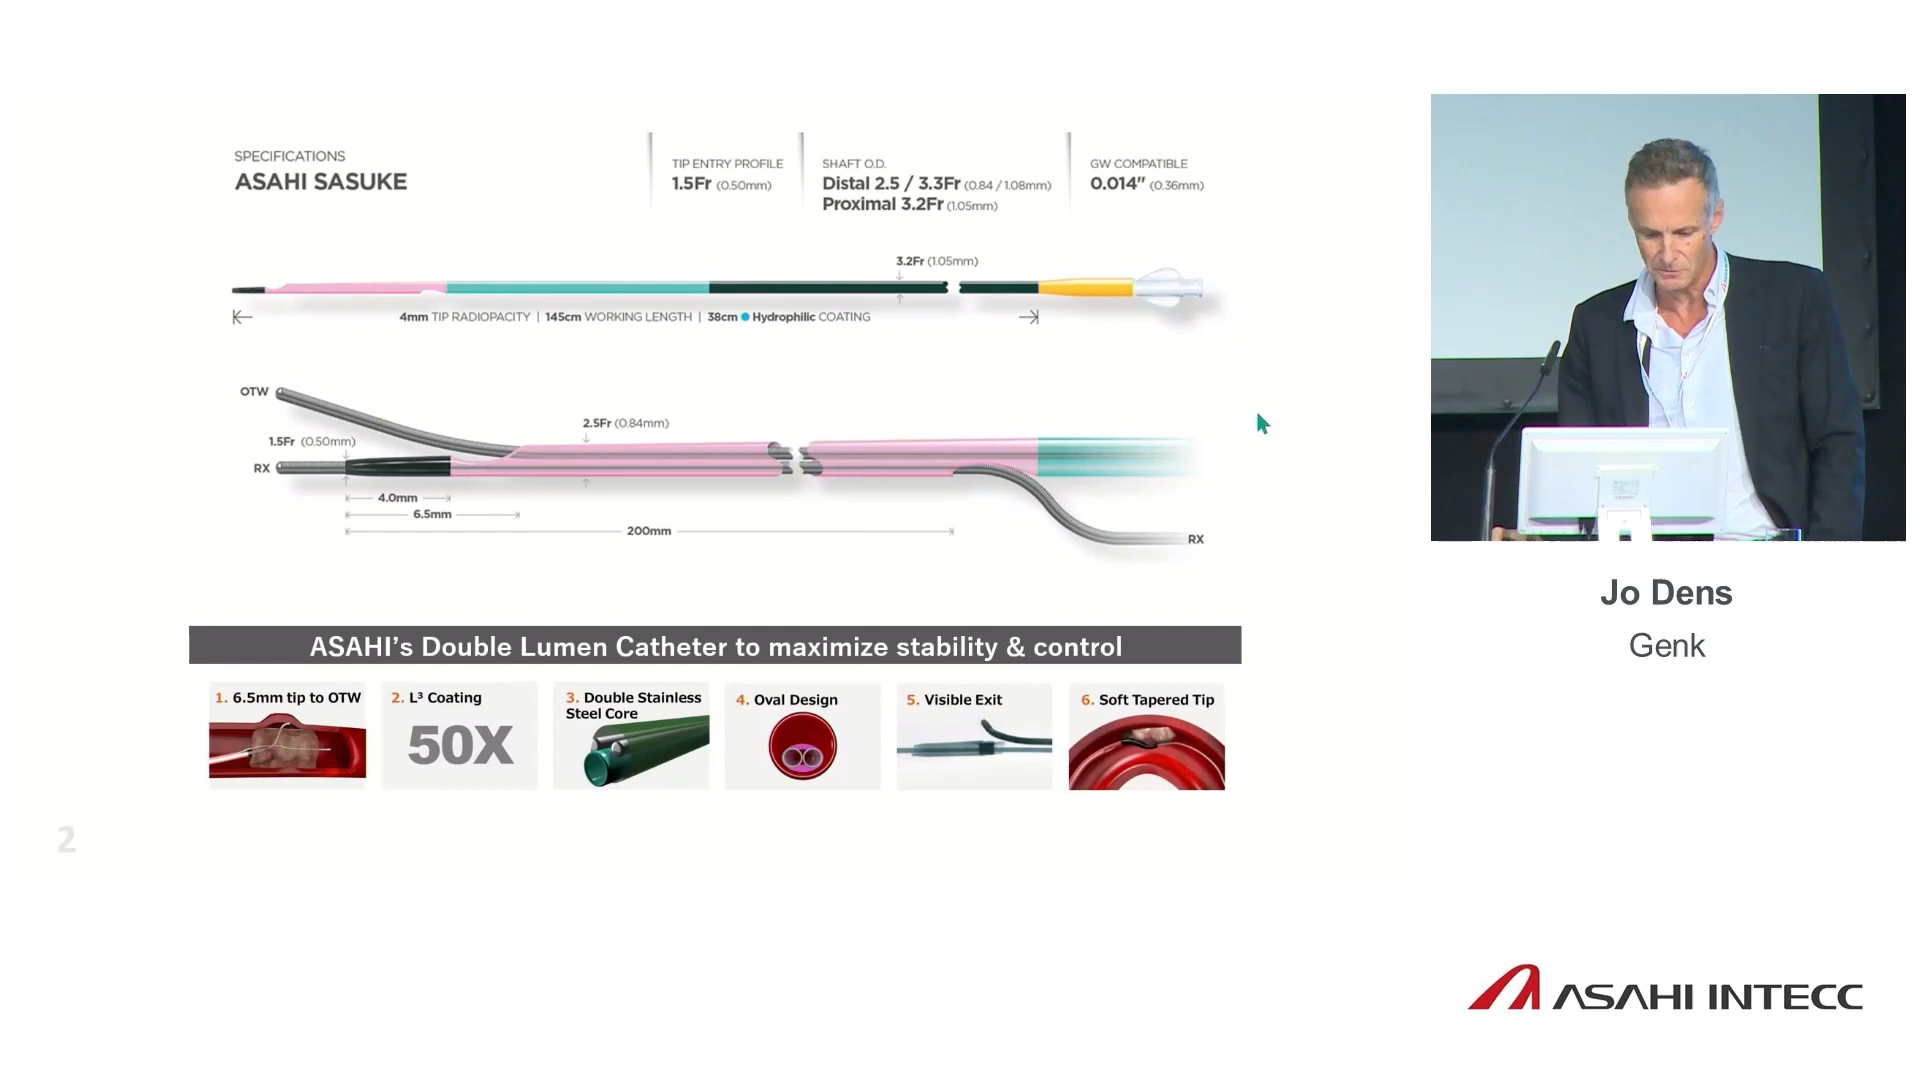 SPECIFICATIONS
ASAHI SASUKE
TIP ENTRY PROFILE
1.5Fr (0.50mm)
SHAFT O.D.
Distal 2.5 / 3.3Fr (0.84 / 1.08mm)
Proximal 3.2Fr (1.05mm)
GW COMPATIBLE
0.014" (0.36mm)
3.2Fr (1.05mm)
4mm TIP RADIOPACITY | 145cm WORKING LENGTH | 38cm Hydrophilic COATING
OTW
2.5Fr (0.84mm)
1.5Fr (0.50mm)
RX
4.0mm
6.5mm
200mm
RX
ASAHI's Double Lumen Catheter to maximize stability & control
1. 6.5mm tip to OTW
2. L³ Coating
50X
3. Double Stainless
Steel Core
4. Oval Design
5. Visible Exit
6. Soft Tapered Tip
2
Jo Dens
Genk
ASAHI INTECC